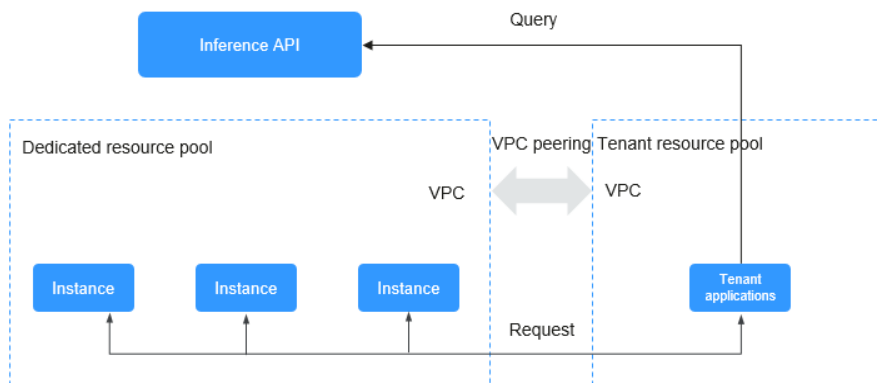 Query
Inference API
VPC peering
Dedicated resource pool
Tenant resource pool
VPC
VPC
Instance
Instance
Instance
Tenant
applications
Request